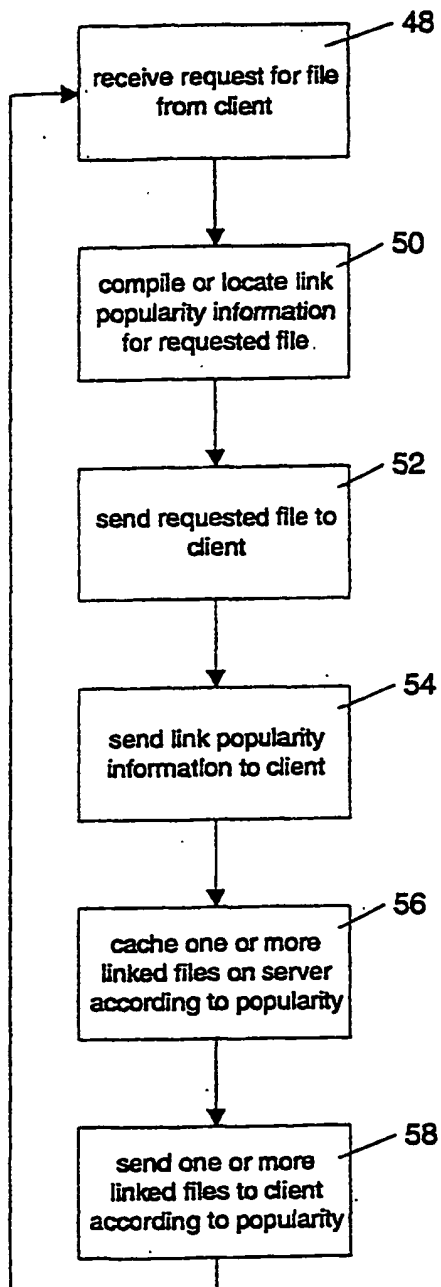 48
receive request for file
from client
50
compile or locate link
popularity information
for requested file.
52
send requested file to
client
54
send link popularity
information to client
56
cache one or more
linked files on server
according to popularity
58
send one or more
linked files to client
according to popularity